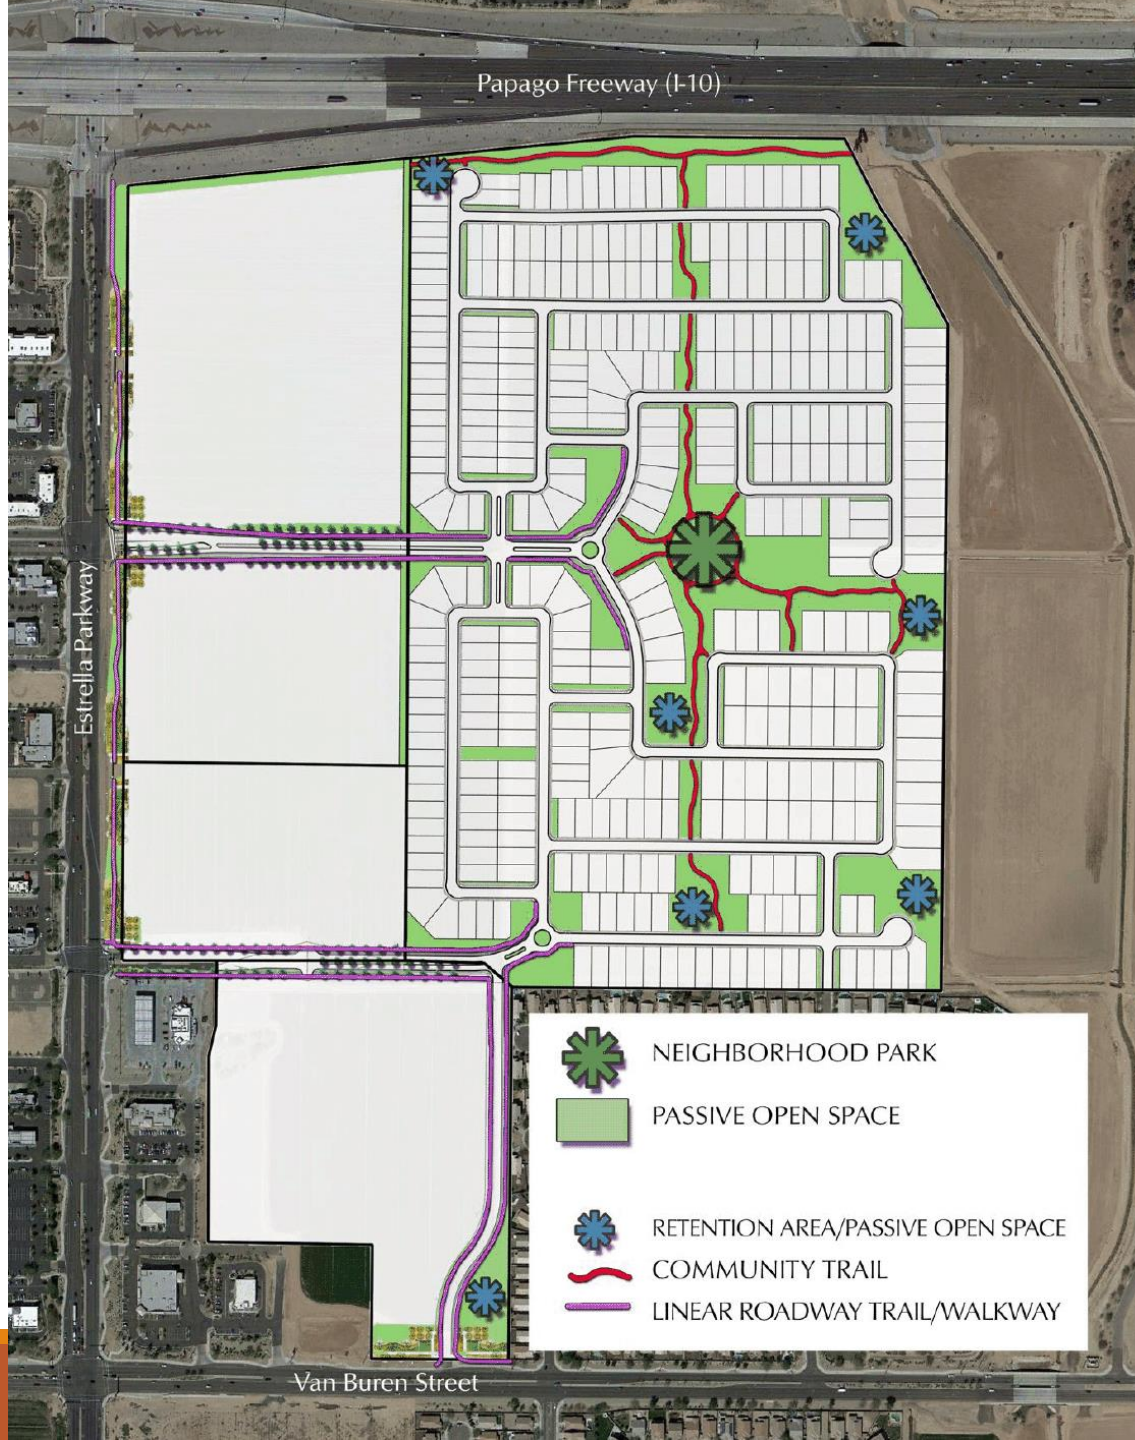 Papago Freeway (I-10)
Estrella Parkway
NEIGHBORHOOD PARK
PASSIVE OPEN SPACE
RETENTION AREA/PASSIVE OPEN SPACE
COMMUNITY TRAIL
LINEAR ROADWAY TRAIL/WALKWAY
Van Buren Street